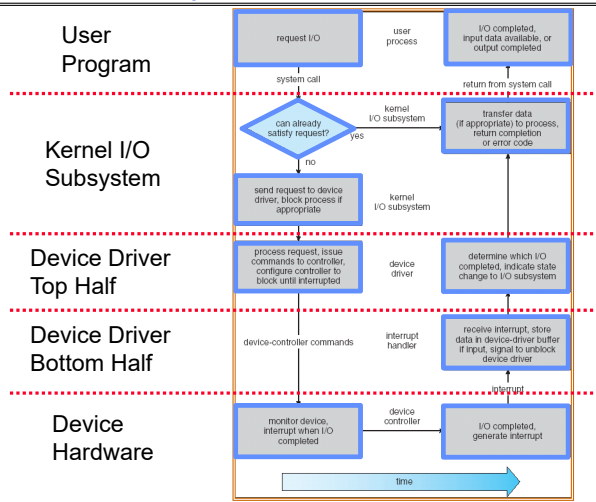 User
Program
request I/O
user
process
I/O completed,
input data available, or
output completed
system call
return from system call
Kernel I/O
Subsystem
can already
satisfy request?
yes
no
kernel
I/O subsystem
transfer data
(if appropriate) to process,
return completion
or error code
send request to device
driver, block process if
appropriate
kernel
I/O subsystem
Device Driver
Top Half
process request, issue
commands to controller,
configure controller to
block until interrupted
device
driver
determine which I/O
completed, indicate state
change to I/O subsystem
Device Driver
Bottom Half
device-controller commands
interrupt
handler
receive interrupt, store
data in device-driver buffer
if input, signal to unblock
device driver
interrupt
Device
Hardware
monitor device,
interrupt when I/O
completed
device
controller
I/O completed,
generate interrupt
time